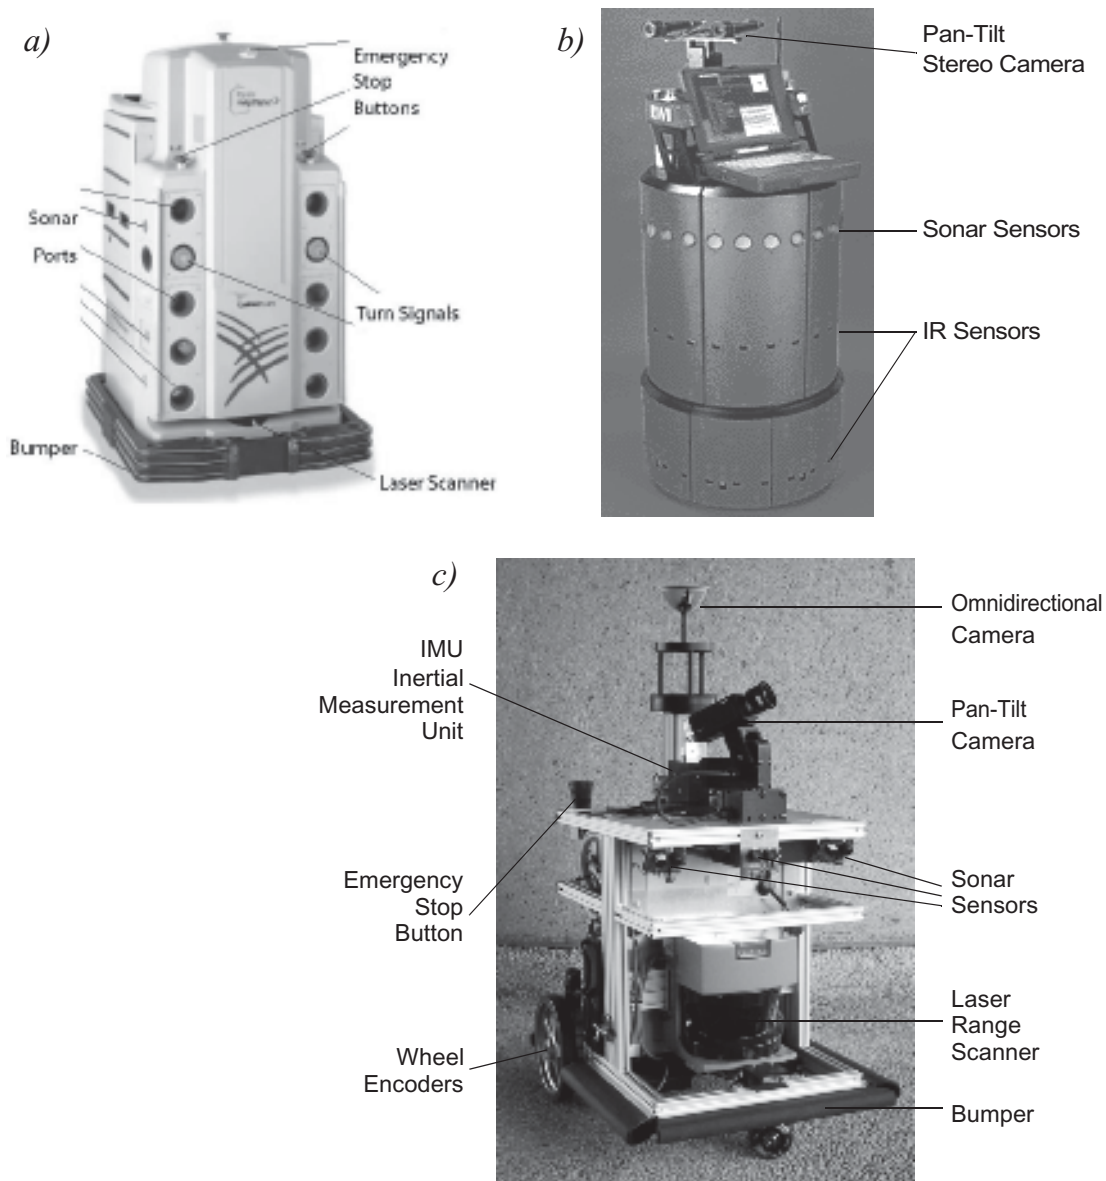 a)
Emergency
Stop
Buttons
Sonar
Ports
Turn Signals
Bumper
Laser Scanner
b)
Pan-Tilt
Stereo Camera
Sonar Sensors
IR Sensors
c)
IMU
Inertial
Measurement
Unit
Emergency
Stop
Button
Wheel
Encoders
Omnidirectional
Camera
Pan-Tilt
Camera
Sonar
Sensors
Laser
Range
Scanner
Bumper